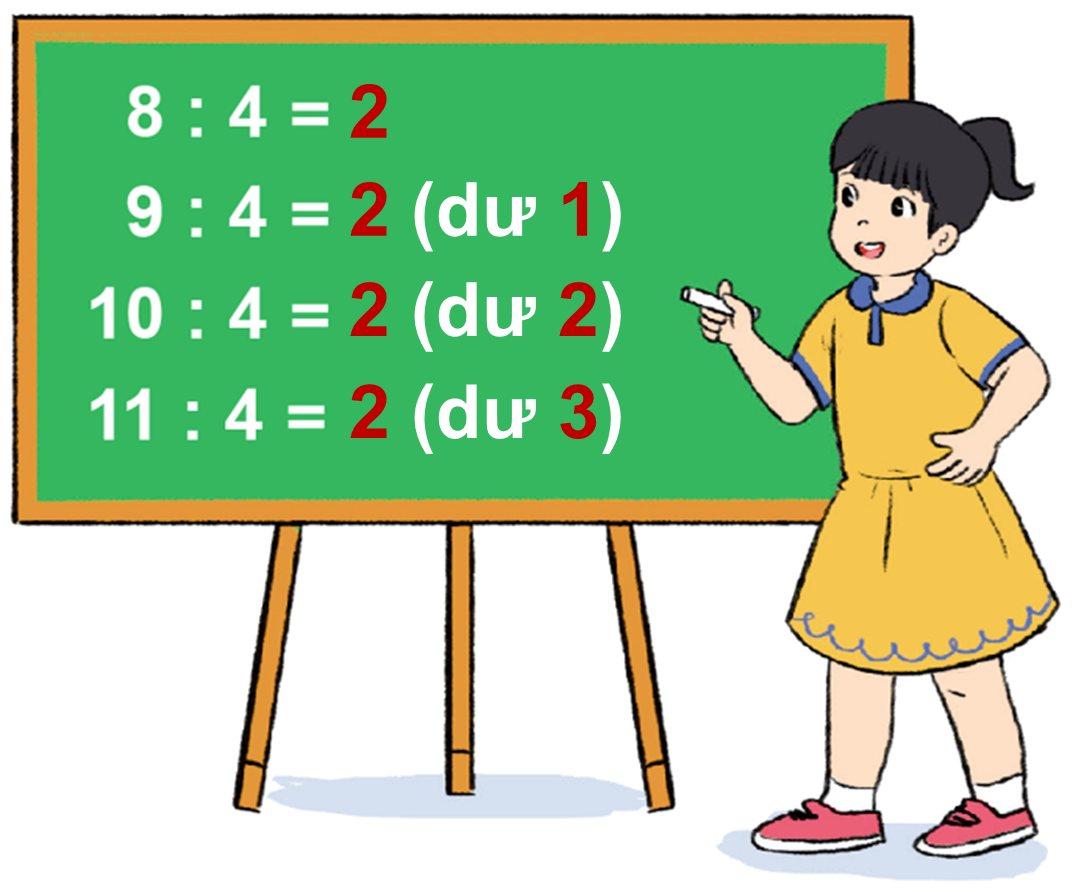 8 : 4 = 2
9 : 4 = 2 (dư 1)
10 : 4 = 2 (dư 2)
11 : 4 = 2 (dư 3)